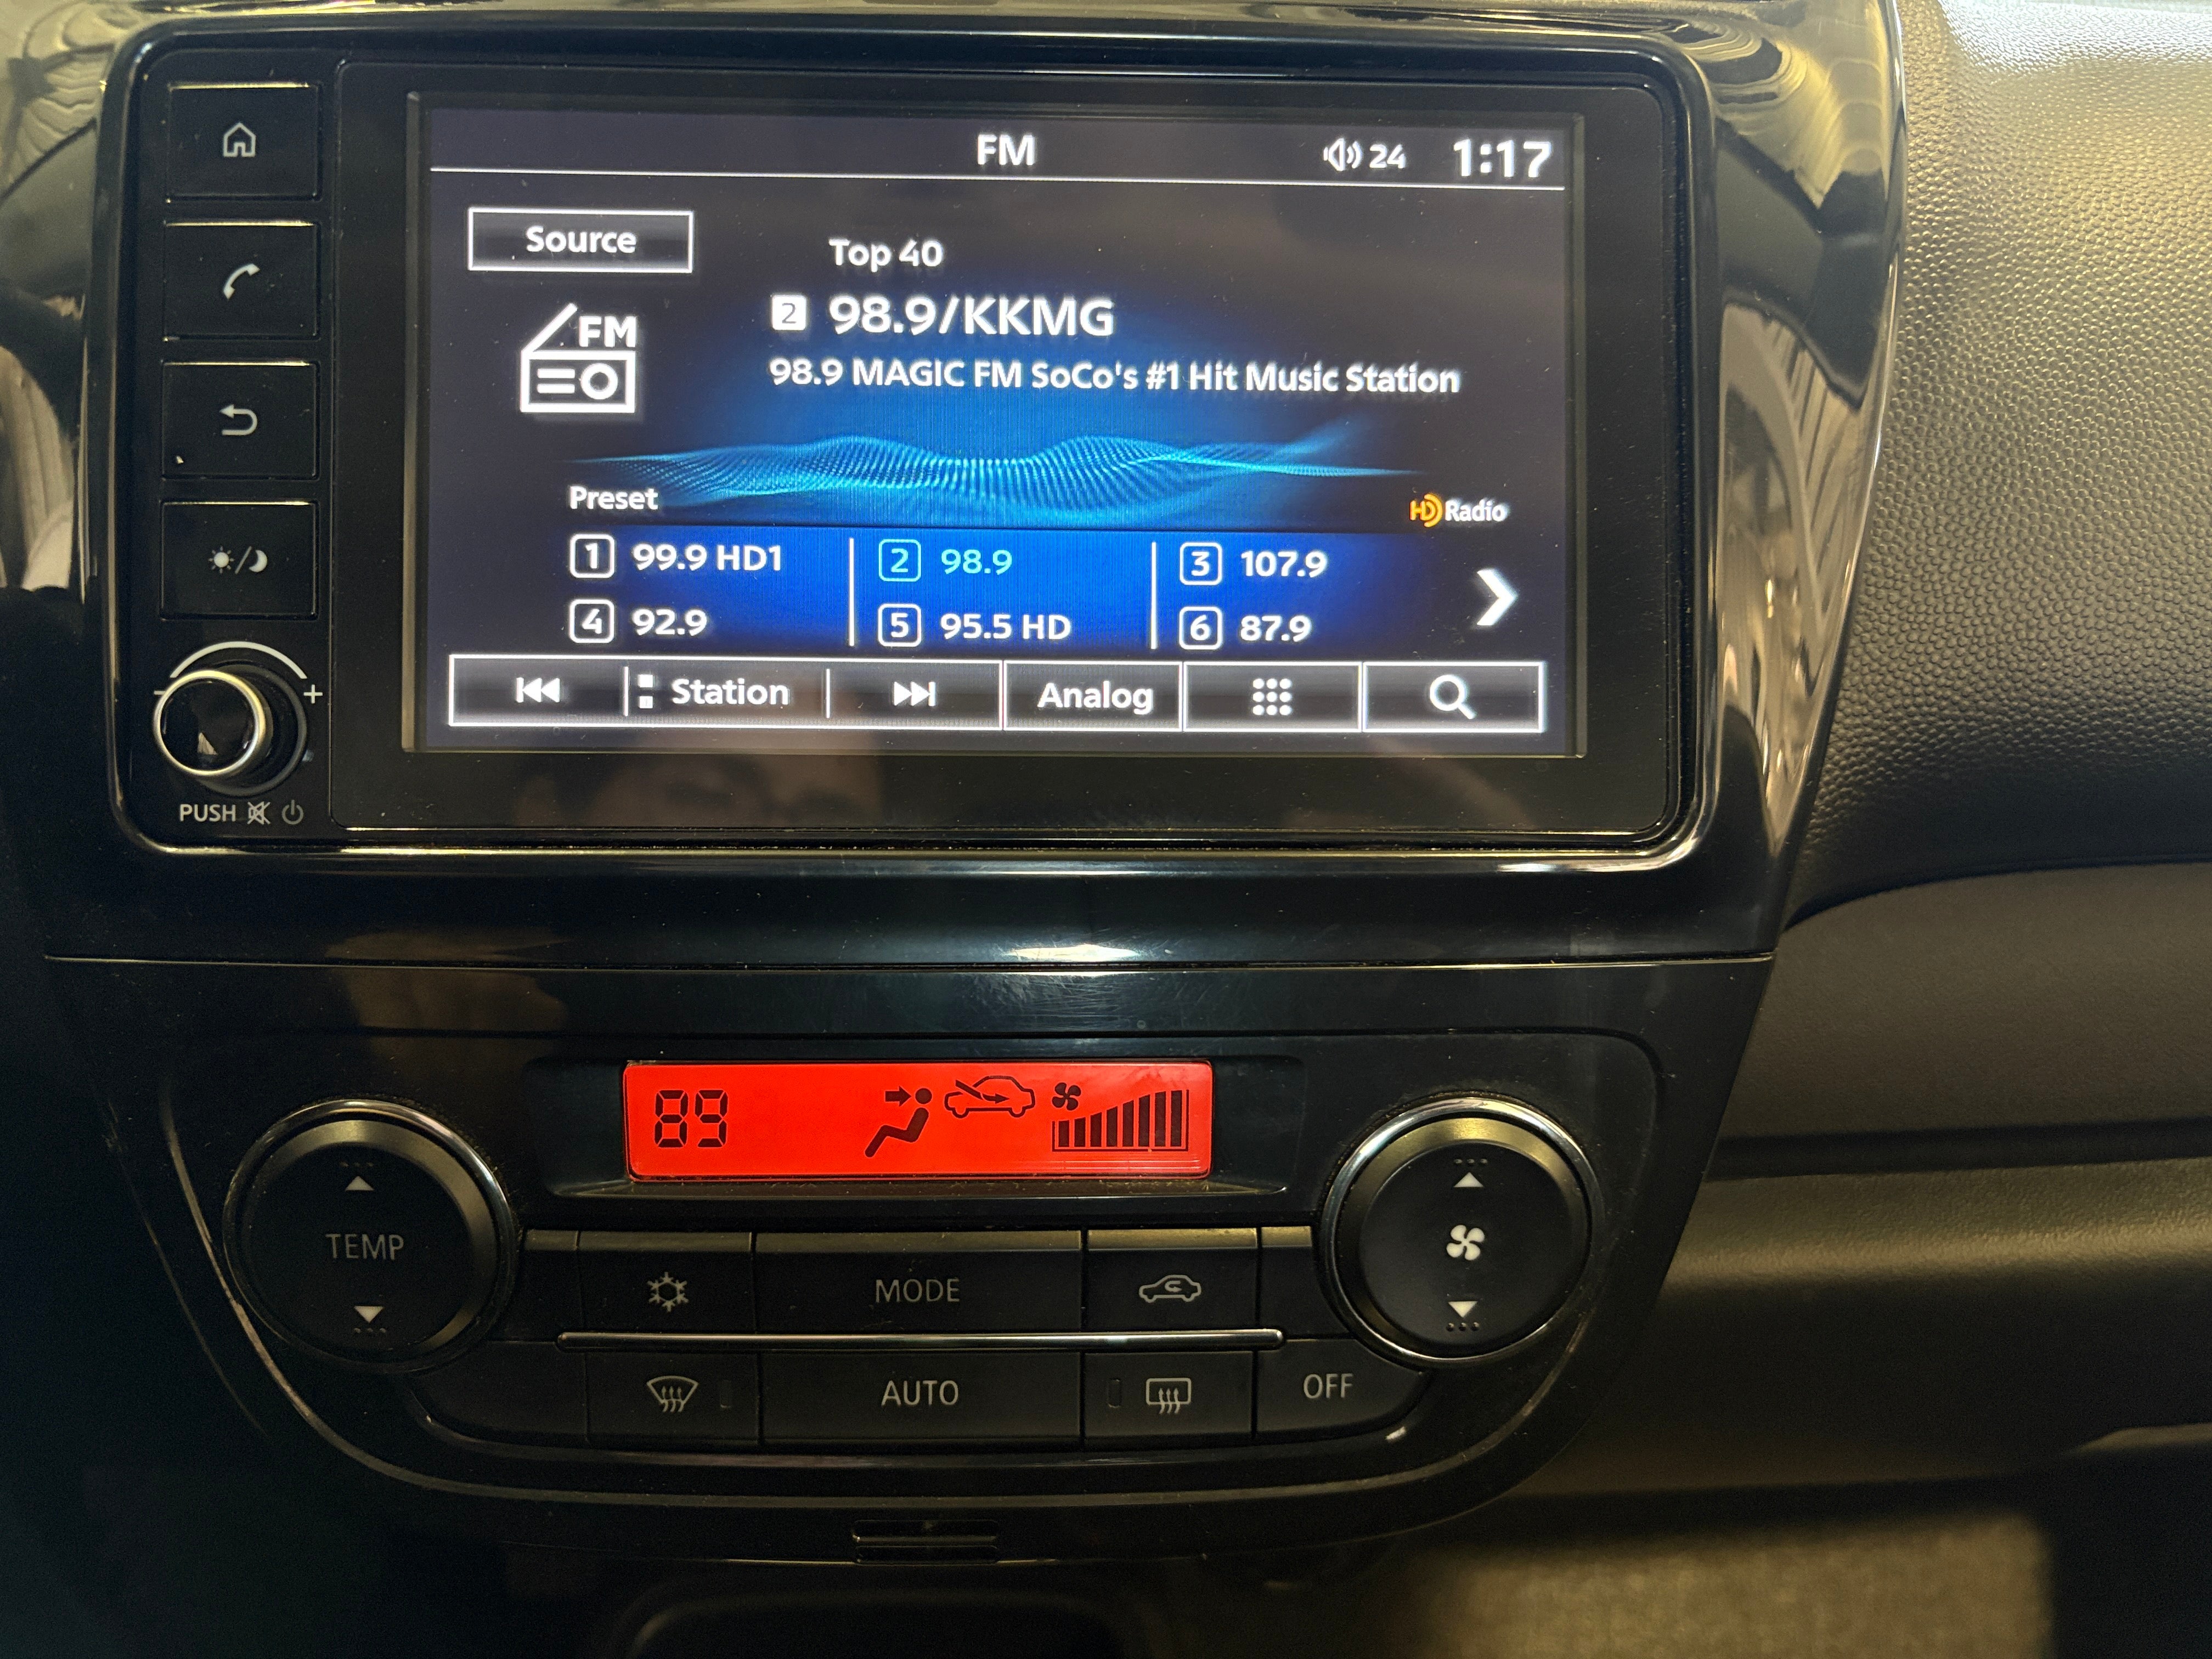 FM 24 1:17
Source
Top 40
FM
2 98.9/KKMG
98.9 MAGIC FM SoCo's #1 Hit Music Station
Preset
HD Radio
1 99.9 HD1 2 98.9 3 107.9
4 92.9 5 95.5 HD 6 87.9
Station Analog
- +
PUSH
89
TEMP
MODE
AUTO
OFF